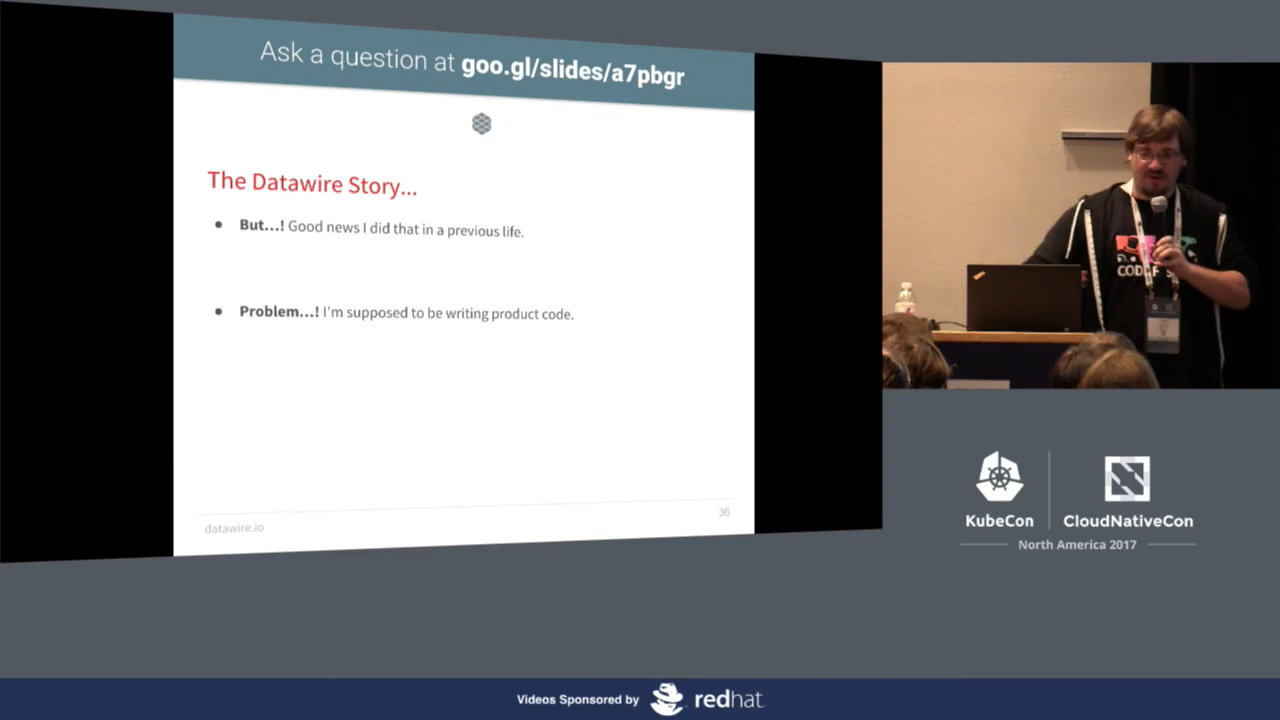 Ask a question at goo.gl/slides/a7pbgr
The Datawire Story...
But...! Good news I did that in a previous life.
Problem...! I'm supposed to be writing product code.
datawire.io
36
KubeCon
CloudNativeCon
North America 2017
Videos Sponsored by
redhat